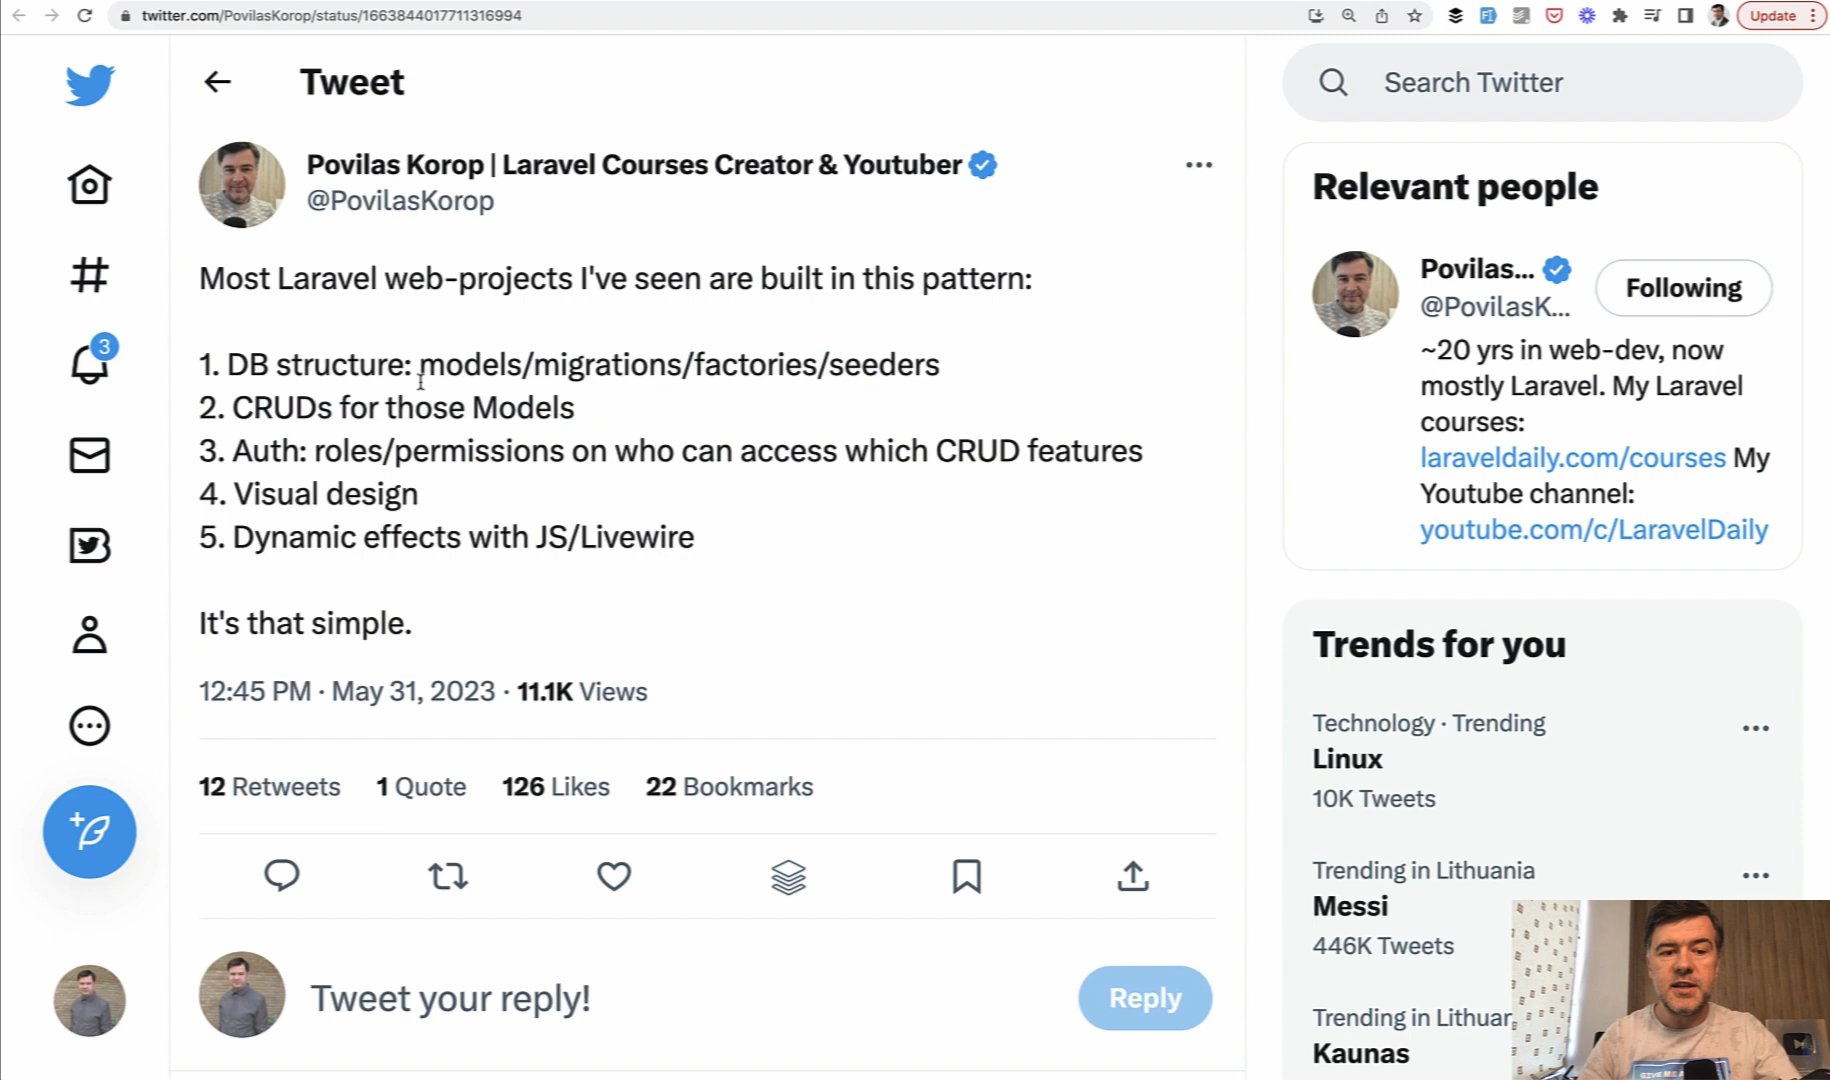 twitter.com/PovilasKorop/status/1663844017711316994
Update
Tweet
Povilas Korop | Laravel Courses Creator & Youtuber
@PovilasKorop
Most Laravel web-projects I've seen are built in this pattern:
1. DB structure: models/migrations/factories/seeders
2. CRUDs for those Models
3. Auth: roles/permissions on who can access which CRUD features
4. Visual design
5. Dynamic effects with JS/Livewire
It's that simple.
12:45 PM · May 31, 2023 · 11.1K Views
12 Retweets 1 Quote 126 Likes 22 Bookmarks
Tweet your reply!
Reply
3
Search Twitter
Relevant people
Povilas...
@PovilasK...
Following
~20 yrs in web-dev, now
mostly Laravel. My Laravel
courses:
laraveldaily.com/courses My
Youtube channel:
youtube.com/c/LaravelDaily
Trends for you
Technology · Trending
Linux
10K Tweets
Trending in Lithuania
Messi
446K Tweets
Trending in Lithuar
Kaunas